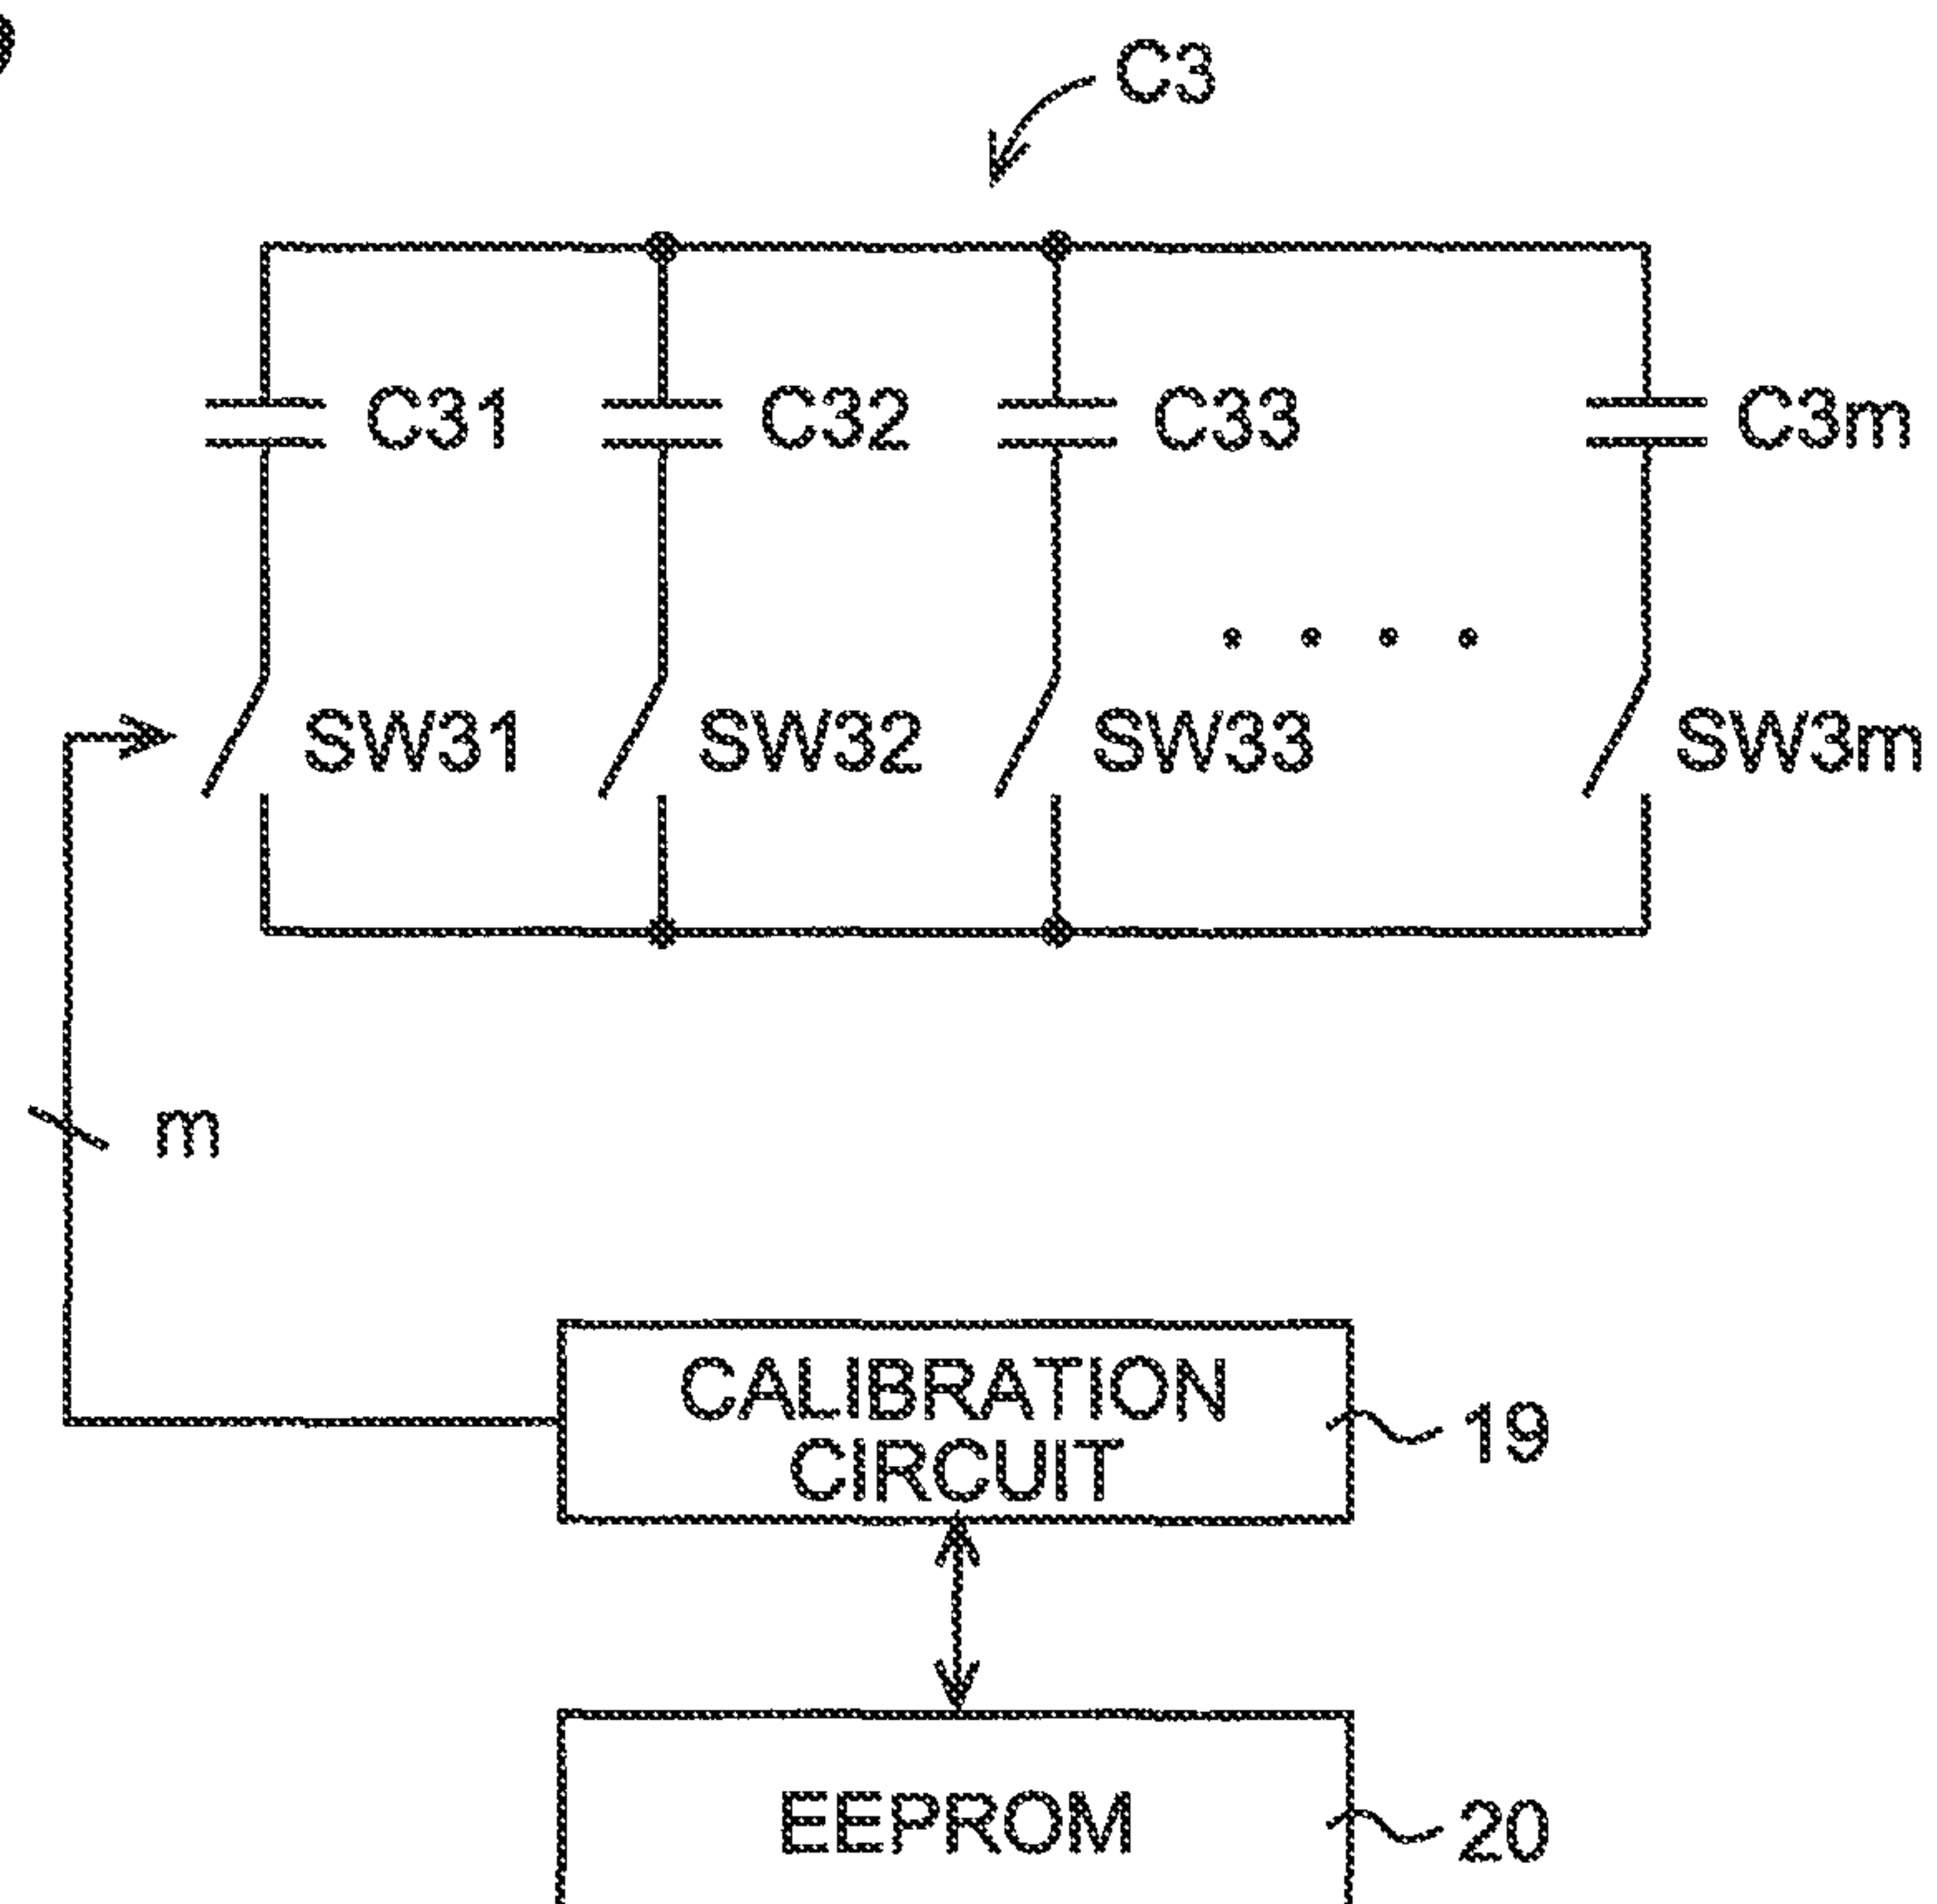 C3
C31 C32 C33 C3m
SW31 SW32 SW33 SW3m
m
CALIBRATION
CIRCUIT
19
EEPROM
20